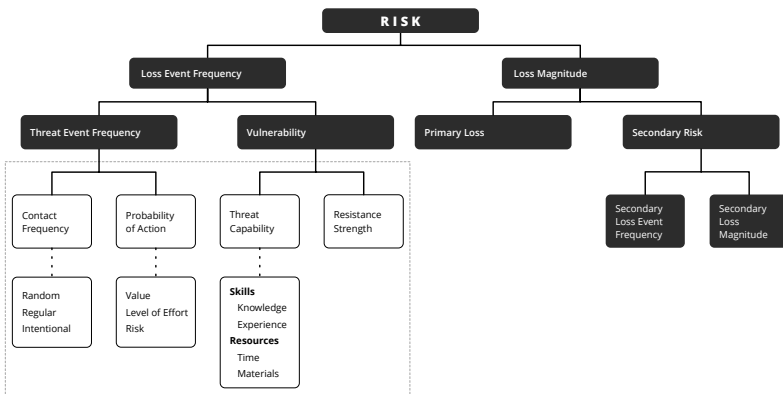 RISK
Loss Event Frequency
Loss Magnitude
Threat Event Frequency
Vulnerability
Primary Loss
Secondary Risk
Contact
Frequency
Probability
of Action
Threat
Capability
Resistance
Strength
Secondary
Loss Event
Frequency
Secondary
Loss
Magnitude
Random
Regular
Intentional
Value
Level of Effort
Risk
Skills
Knowledge
Experience
Resources
Time
Materials